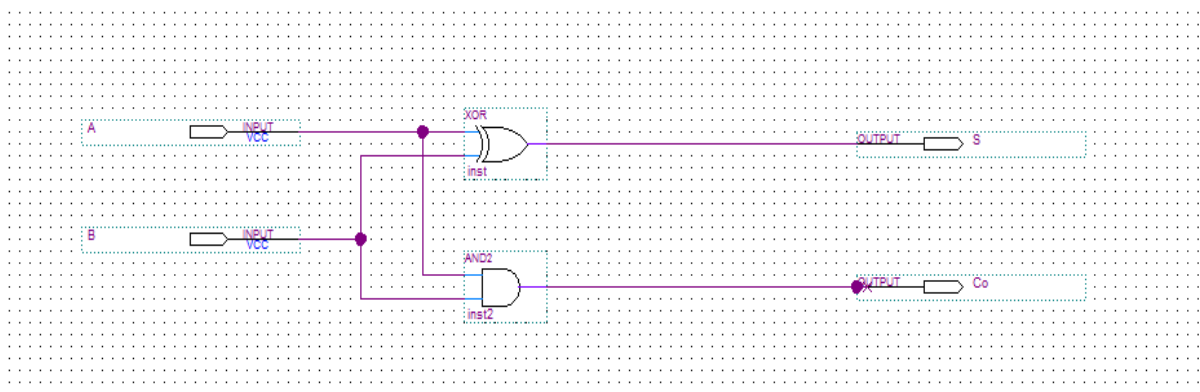 XOR
A
INPUT
VCC
OUTPUT
S
inst
B
INPUT
VCC
AND2
OUTPUT
Co
inst2